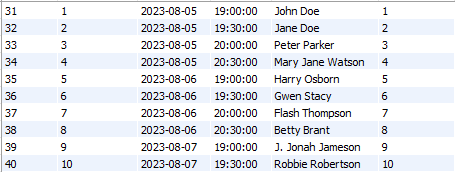 31 1 2023-08-05 19:00:00 John Doe 1
32 2 2023-08-05 19:30:00 Jane Doe 2
33 3 2023-08-05 20:00:00 Peter Parker 3
34 4 2023-08-05 20:30:00 Mary Jane Watson 4
35 5 2023-08-06 19:00:00 Harry Osborn 5
36 6 2023-08-06 19:30:00 Gwen Stacy 6
37 7 2023-08-06 20:00:00 Flash Thompson 7
38 8 2023-08-06 20:30:00 Betty Brant 8
39 9 2023-08-07 19:00:00 J. Jonah Jameson 9
40 10 2023-08-07 19:30:00 Robbie Robertson 10